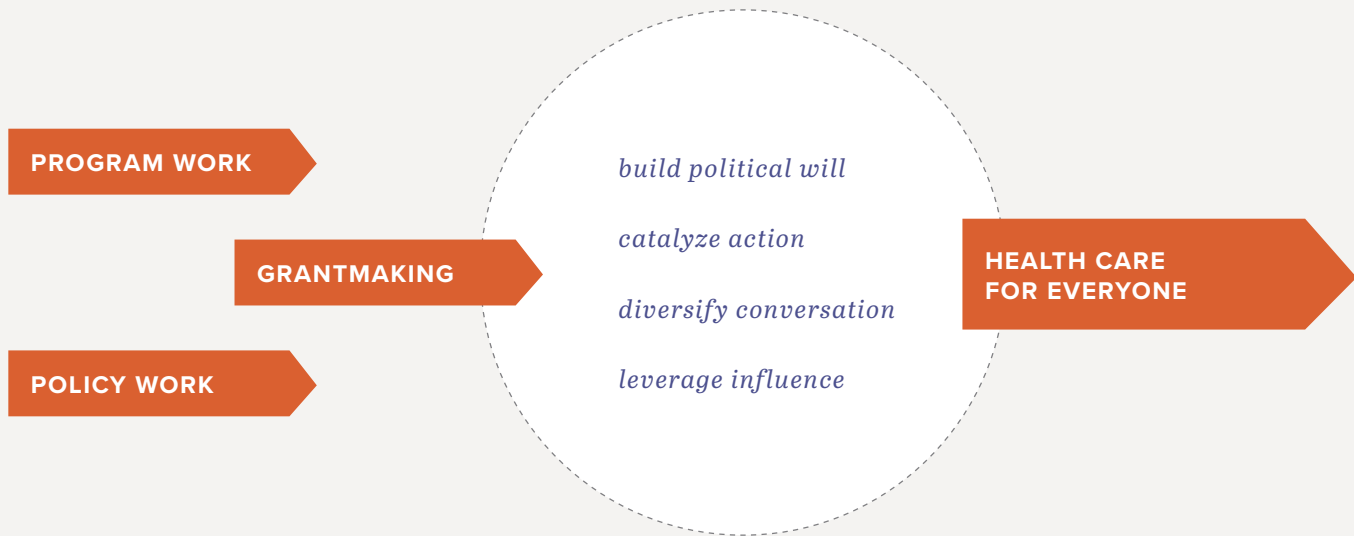 PROGRAM WORK
GRANTMAKING
POLICY WORK
build political will
catalyze action
diversify conversation
leverage influence
HEALTH CARE
FOR EVERYONE